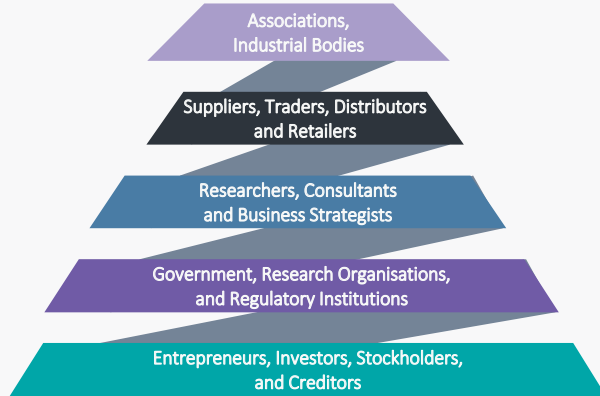 Associations,
Industrial Bodies
Suppliers, Traders, Distributors
and Retailers
Researchers, Consultants
and Business Strategists
Government, Research Organisations,
and Regulatory Institutions
Entrepreneurs, Investors, Stockholders,
and Creditors